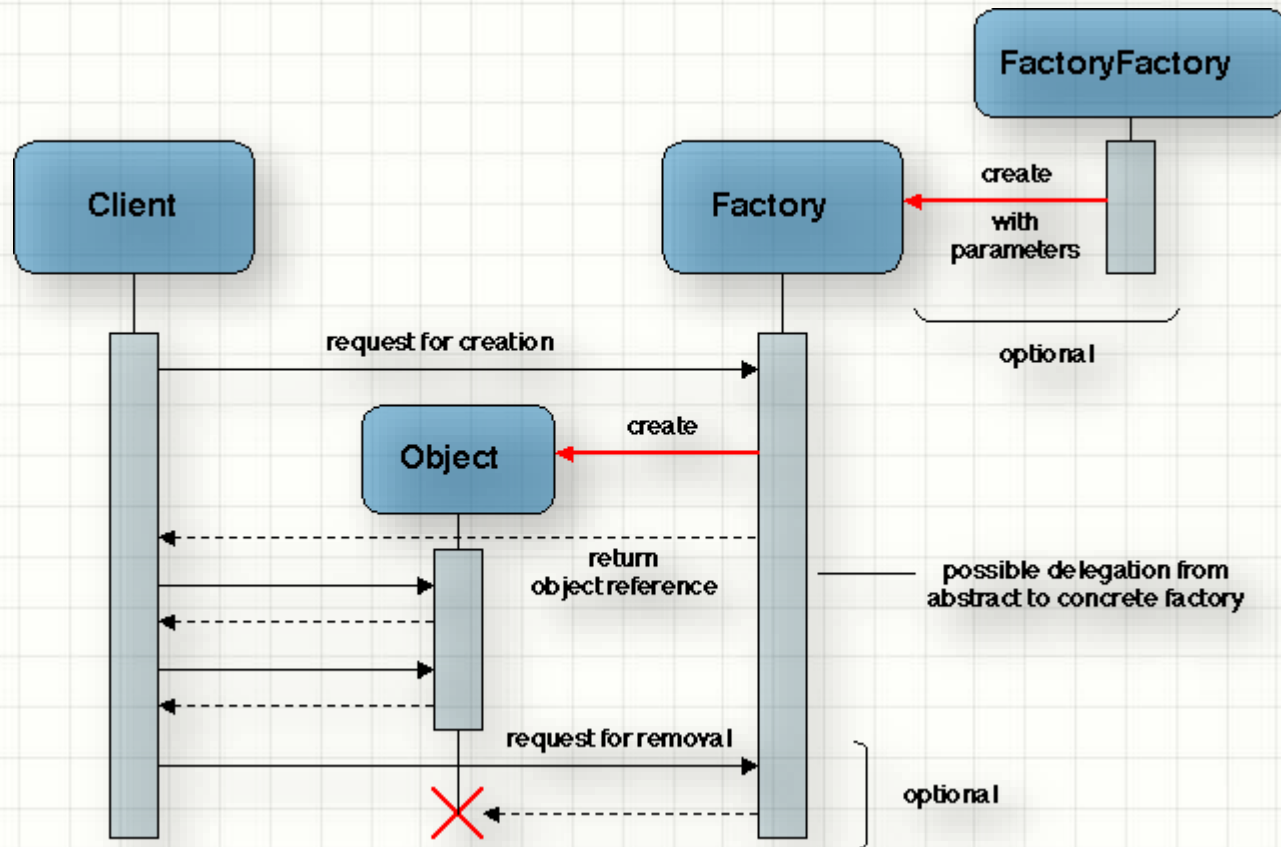 FactoryFactory
Client
Factory
create
with
parameters
optional
request for creation
Object
create
return
object reference
possible delegation from
abstract to concrete factory
request for removal
optional